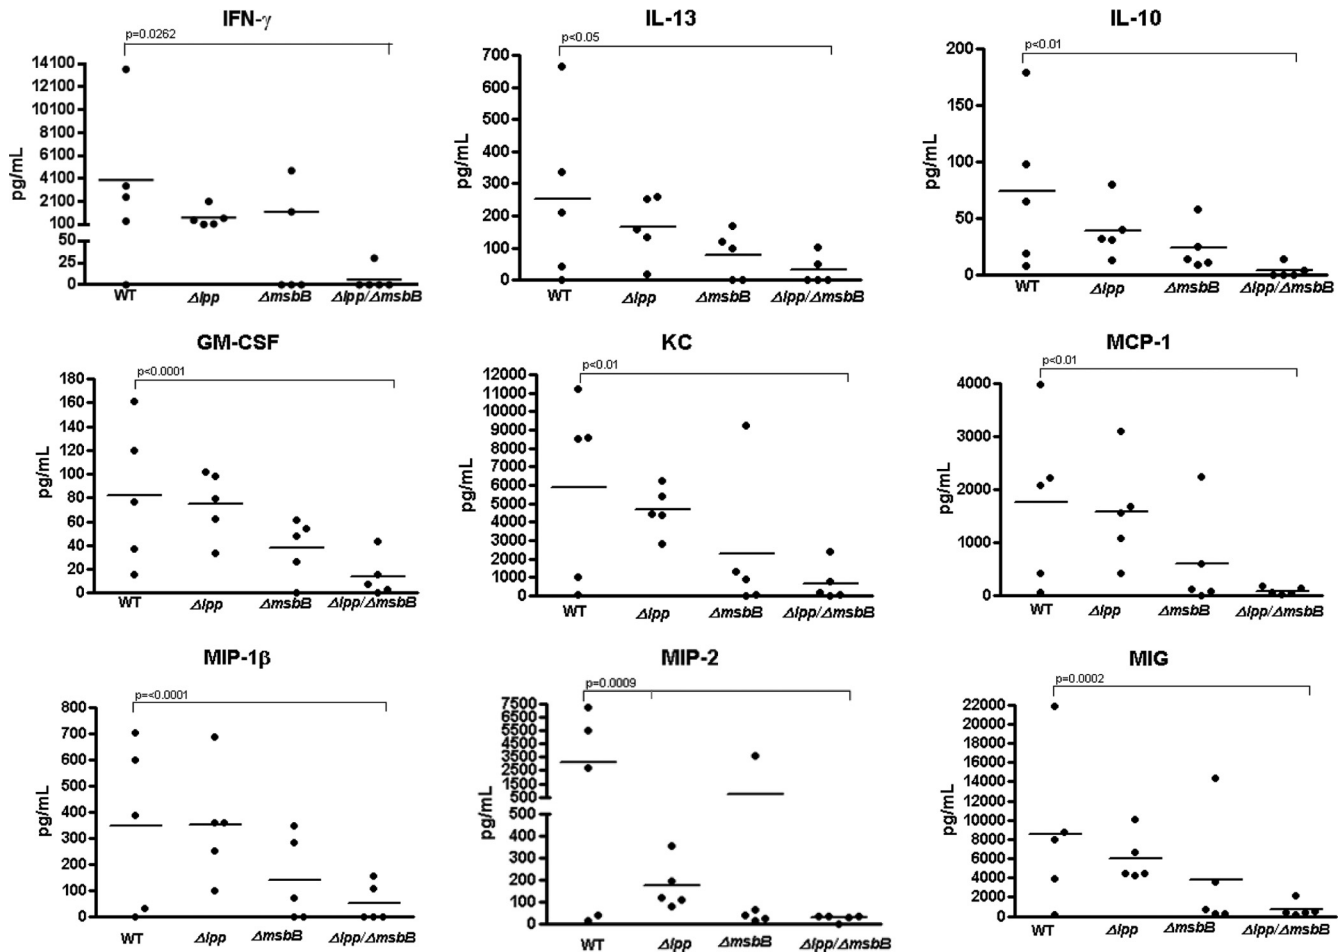 IFN-γ
p=0.0262
pg/mL
14100
12100
10100
8100
6100
4100
2100
100
50
25
0
WT Δlpp ΔmsbB Δlpp/ΔmsbB
IL-13
p<0.05
pg/mL
700
600
500
400
300
200
100
0
WT Δlpp ΔmsbB Δlpp/ΔmsbB
IL-10
p<0.01
pg/mL
200
150
100
50
0
WT Δlpp ΔmsbB Δlpp/ΔmsbB
GM-CSF
p<0.0001
pg/mL
180
160
140
120
100
80
60
40
20
0
WT Δlpp ΔmsbB Δlpp/ΔmsbB
KC
p<0.01
pg/mL
12000
11000
10000
9000
8000
7000
6000
5000
4000
3000
2000
1000
0
WT Δlpp ΔmsbB Δlpp/ΔmsbB
MCP-1
p<0.01
pg/mL
4000
3000
2000
1000
0
WT Δlpp ΔmsbB Δlpp/ΔmsbB
MIP-1β
p=<0.0001
pg/mL
800
700
600
500
400
300
200
100
0
WT Δlpp ΔmsbB Δlpp/ΔmsbB
MIP-2
p=0.0009
pg/mL
7500
6500
5500
4500
3500
2500
1500
500
500
400
300
200
100
0
WT Δlpp ΔmsbB Δlpp/ΔmsbB
MIG
p=0.0002
pg/mL
22000
20000
18000
16000
14000
12000
10000
8000
6000
4000
2000
0
WT Δlpp ΔmsbB Δlpp/ΔmsbB